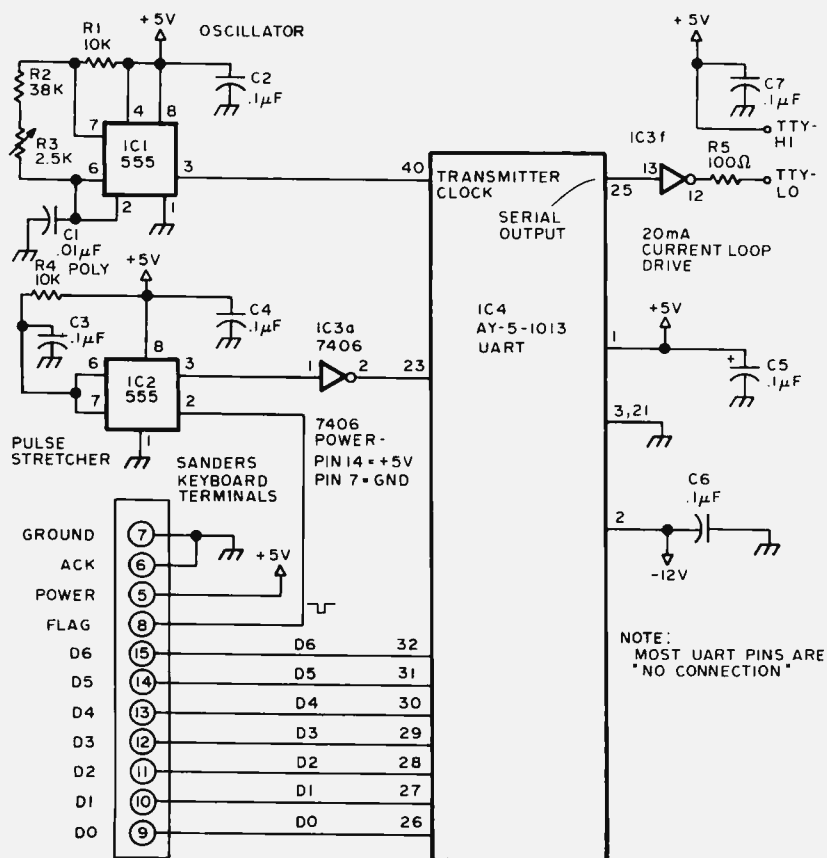 +5V
OSCILLATOR
R1
10K
R2
38K
R3
2.5K
C2
.1µF
4
8
7
IC1
555
6
3
2
1
C1
.01µF
POLY
40
TRANSMITTER
CLOCK
SERIAL
OUTPUT
25
+5V
C7
.1µF
TTY-
HI
IC3f
13
12
R5
100Ω
TTY-
LO
20mA
CURRENT LOOP
DRIVE
R4
10K
+5V
C3
.1µF
C4
.1µF
8
6
7
IC2
555
3
2
1
PULSE
STRETCHER
IC3a
7406
1
2
23
7406
POWER-
PIN 14 = +5V
PIN 7 = GND
IC4
AY-5-1013
UART
1
+5V
+
C5
.1µF
3,21
2
C6
.1µF
-12V
SANDERS
KEYBOARD
TERMINALS
GROUND 7
ACK 6
+5V
POWER 5
FLAG 8
D6 15 D6 32
D5 14 D5 31
D4 13 D4 30
D3 12 D3 29
D2 11 D2 28
D1 10 D1 27
D0 9 D0 26
NOTE:
MOST UART PINS ARE
"NO CONNECTION"